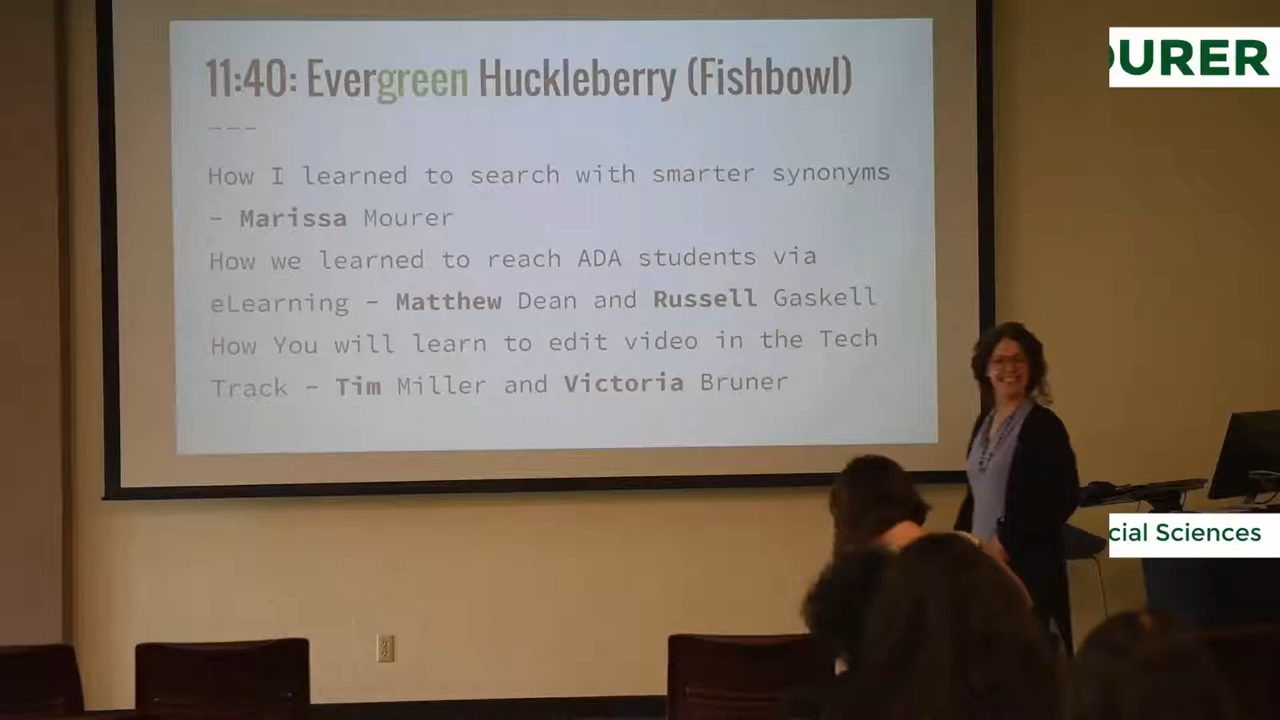 11:40: Evergreen Huckleberry (Fishbowl)
---
How I learned to search with smarter synonyms
– Marissa Mourer
How we learned to reach ADA students via
eLearning – Matthew Dean and Russell Gaskell
How You will learn to edit video in the Tech
Track – Tim Miller and Victoria Bruner
OURER
cial Sciences